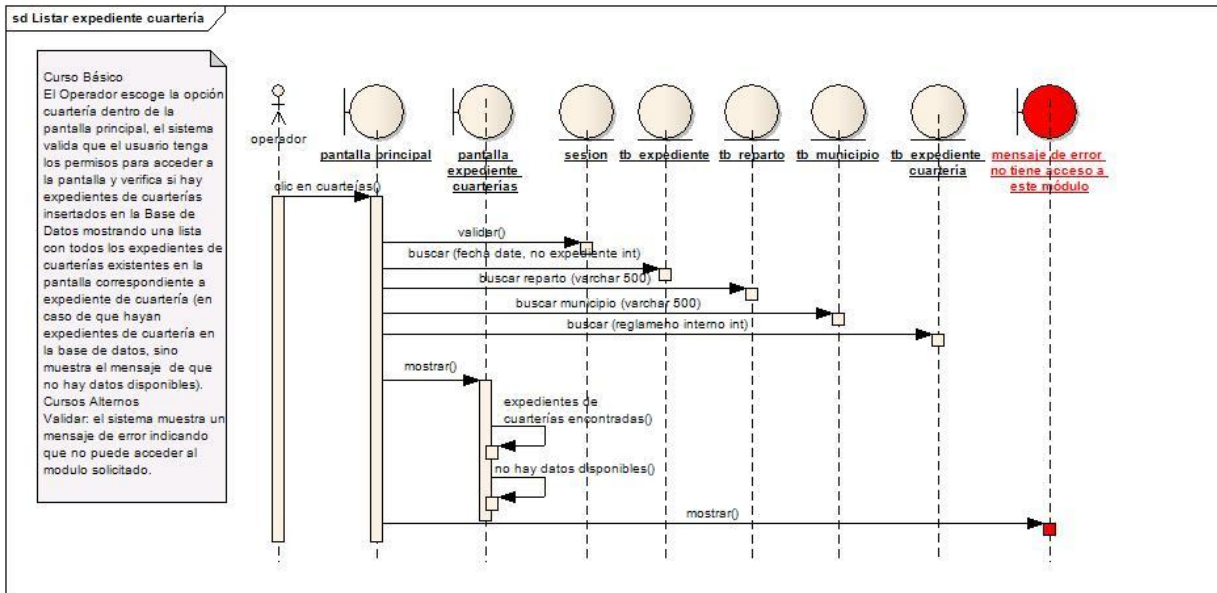 sd Listar expediente cuartería
Curso Básico
El Operador escoge la opción
cuartería dentro de la
pantalla principal, el sistema
valida que el usuario tenga
los permisos para acceder a
la pantalla y verifica si hay
expedientes de cuarterías
insertados en la Base de
Datos mostrando una lista
con todos los expedientes de
cuarterías existentes en la
pantalla correspondiente a
expediente de cuartería (en
caso de que hayan
expedientes de cuartería en
la base de datos, sino
muestra el mensaje de que
no hay datos disponibles).
Cursos Alternos
Validar: el sistema muestra un
mensaje de error indicando
que no puede acceder al
modulo solicitado.
operador
pantalla principal
pantalla
expediente
cuarterías
sesion
tb_expediente
tb_reparto
tb_municipio
tb_expediente
cuartería
mensaje de error
no tiene acceso a
este módulo
clic en cuarterías()
validar()
buscar (fecha date, no expediente int)
buscar reparto (varchar 500)
buscar municipio (varchar 500)
buscar (reglameno interno int)
mostrar()
expedientes de
cuarterías encontradas()
no hay datos disponibles()
mostrar()